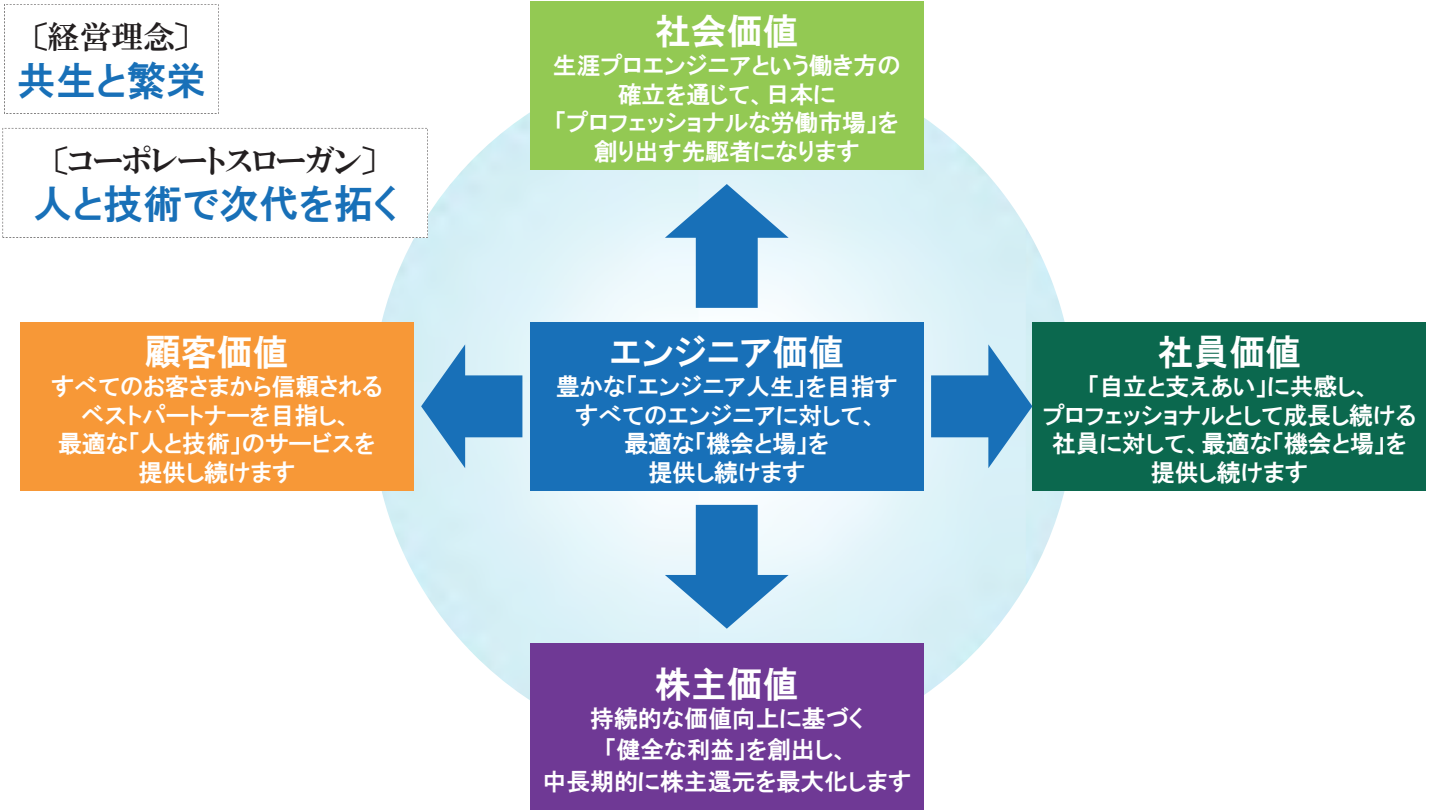 〔経営理念〕
共生と繁栄
〔コーポレートスローガン〕
人と技術で次代を拓く
社会価値
生涯プロエンジニアという働き方の
確立を通じて、日本に
「プロフェッショナルな労働市場」を
創り出す先駆者になります
顧客価値
すべてのお客さまから信頼される
ベストパートナーを目指し、
最適な「人と技術」のサービスを
提供し続けます
エンジニア価値
豊かな「エンジニア人生」を目指す
すべてのエンジニアに対して、
最適な「機会と場」を
提供し続けます
社員価値
「自立と支えあい」に共感し、
プロフェッショナルとして成長し続ける
社員に対して、最適な「機会と場」を
提供し続けます
株主価値
持続的な価値向上に基づく
「健全な利益」を創出し、
中長期的に株主還元を最大化します